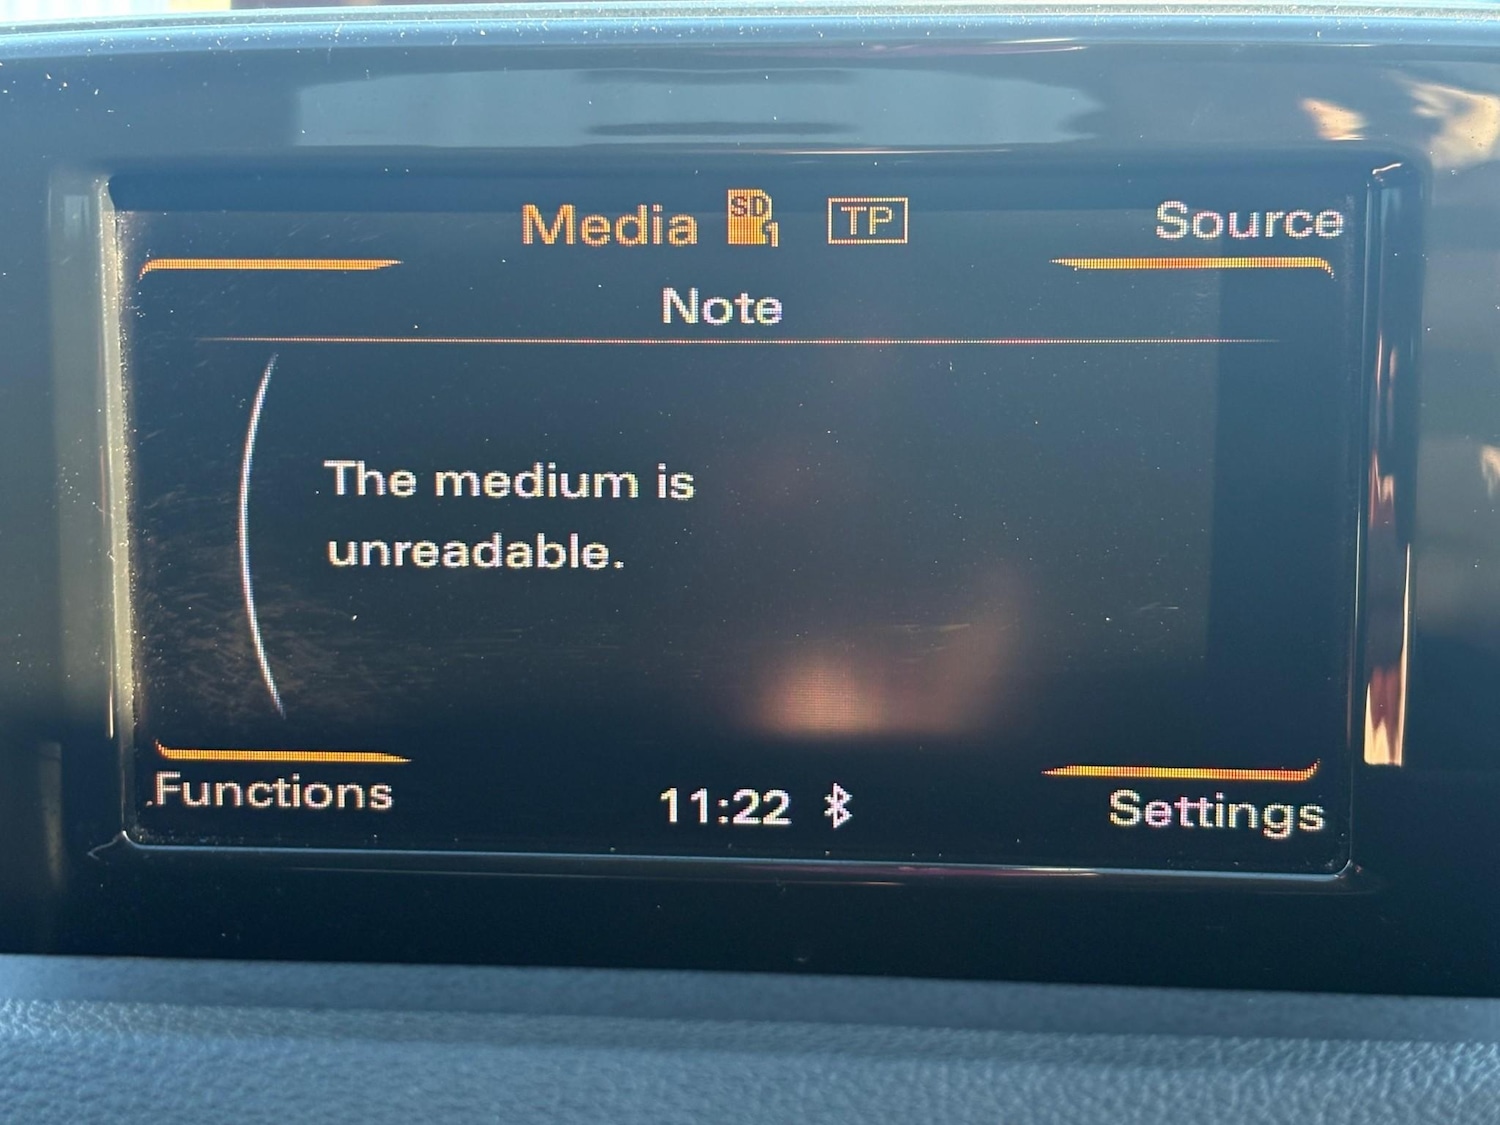 Media SD 1 TP Source
Note
The medium is
unreadable.
Functions 11:22 Settings